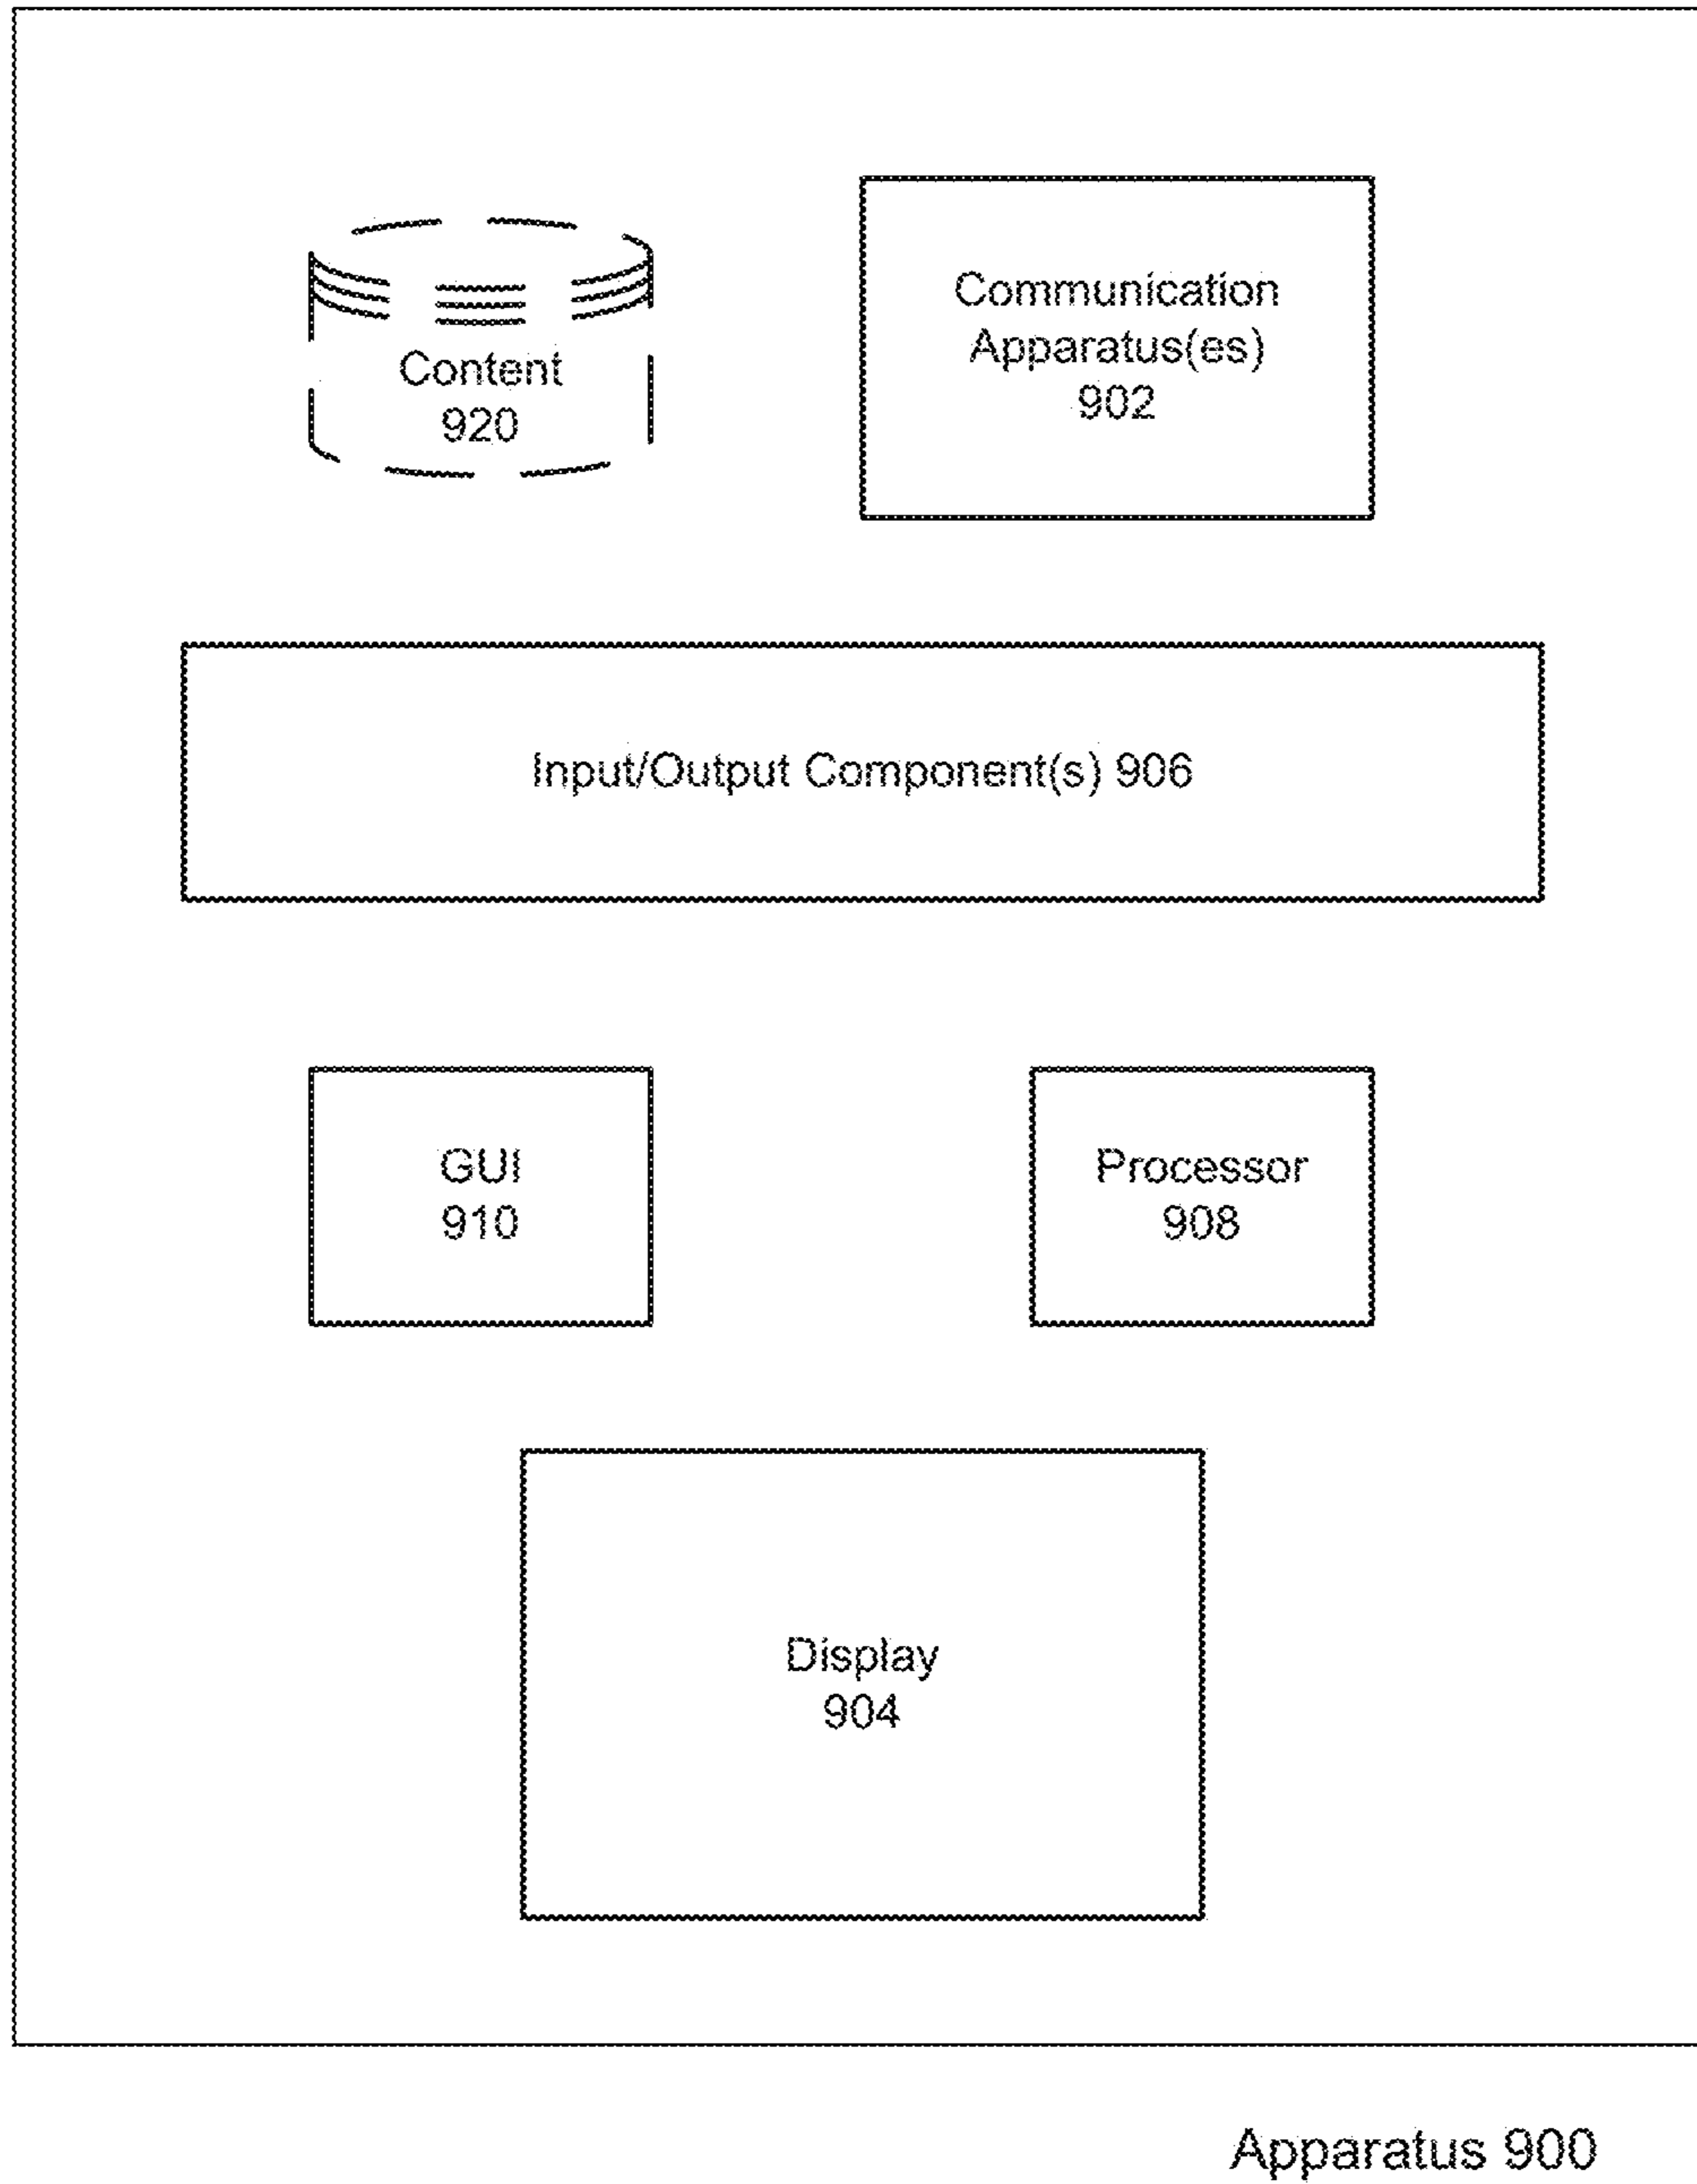 Content
920
Communication
Apparatus(es)
902
Input/Output Component(s) 906
GUI
910
Processor
908
Display
904
Apparatus 900